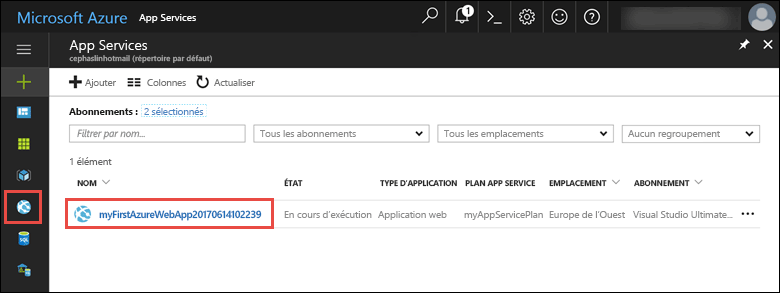 Microsoft Azure App Services
1
App Services
cephaslinhotmail (répertoire par défaut)
Ajouter Colonnes Actualiser
Abonnements : 2 sélectionnés
Filtrer par nom... Tous les abonnements Tous les emplacements Aucun regroupement
1 élément
NOM ÉTAT TYPE D'APPLICATION PLAN APP SERVICE EMPLACEMENT ABONNEMENT
myFirstAzureWebApp20170614102239 En cours d'exécution Application web myAppServicePlan Europe de l'Ouest Visual Studio Ultimate...
SQL